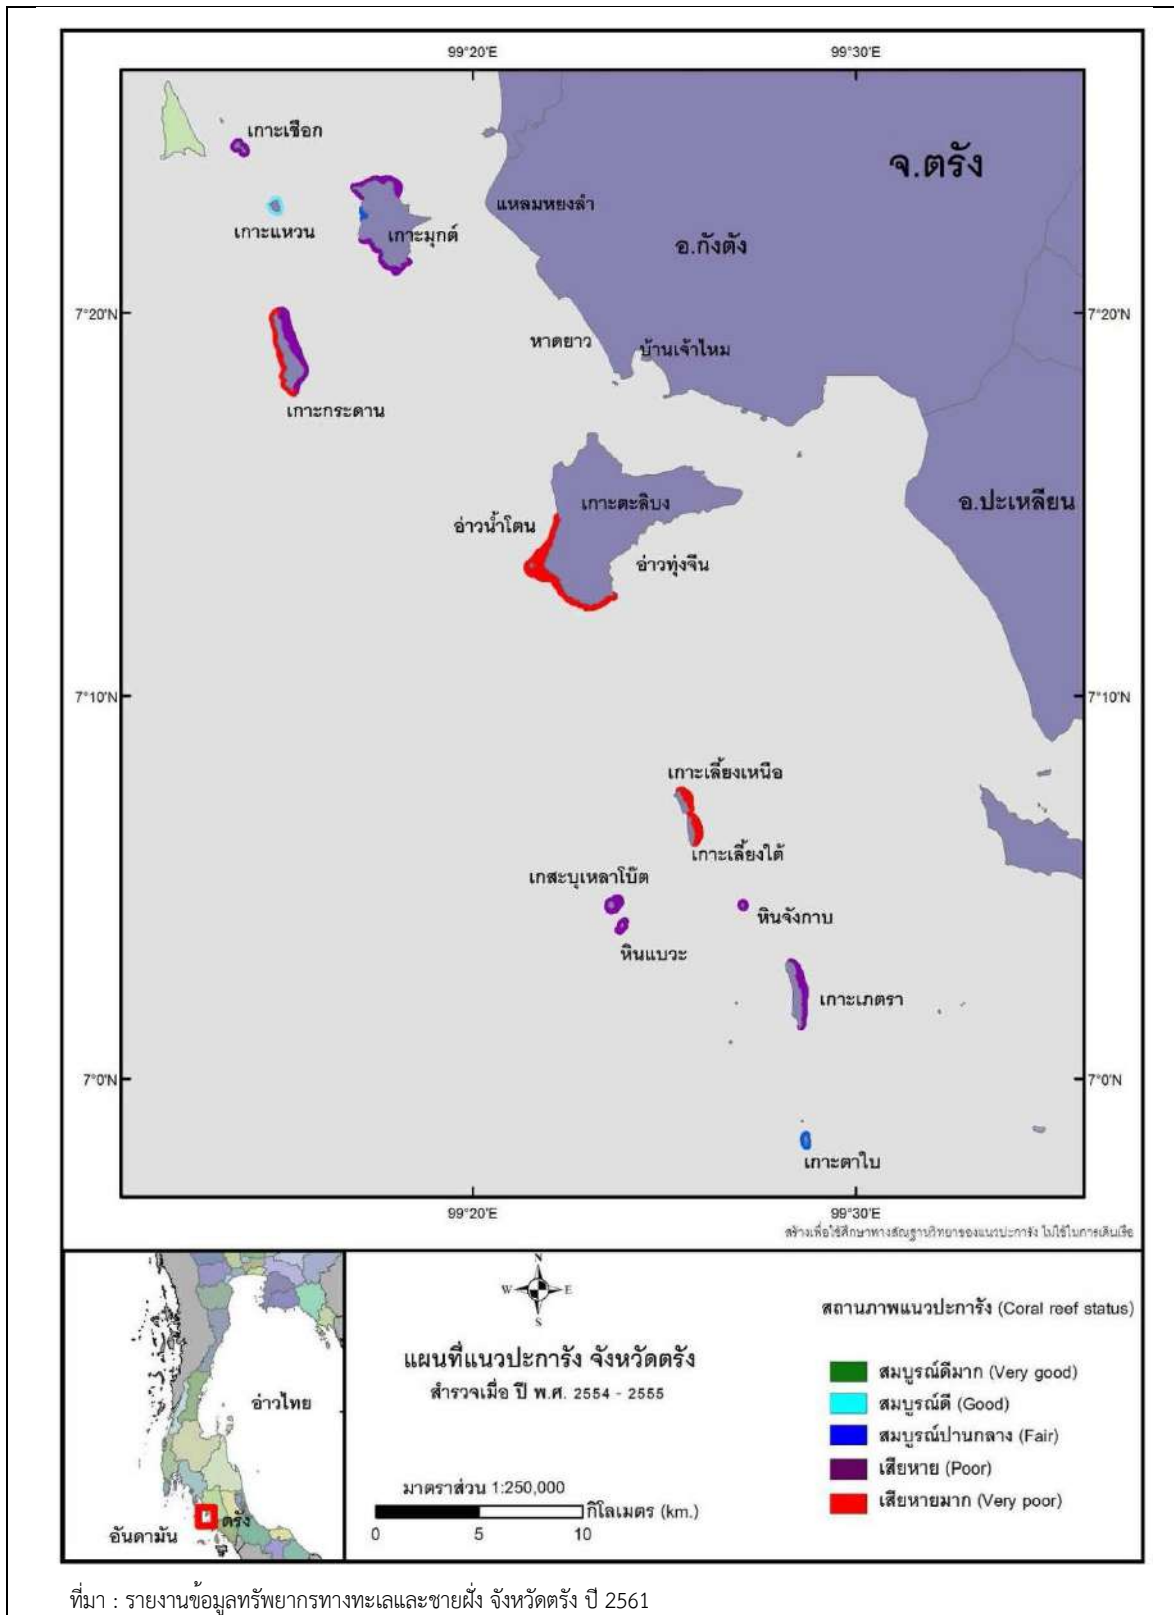 99°20'E
99°30'E
เกาะเชือก
จ.ตรัง
แหลมหยงลำ
เกาะแหวน
เกาะมุกต์
อ.กังตัง
7°20'N
7°20'N
หาดยาว
บ้านเจ้าไหม
เกาะกระดาน
เกาะตะลิบง
อ.ปะเหลียน
อ่าวน้ำโตน
อ่าวทุ่งจีน
7°10'N
7°10'N
เกาะเลี้ยงเหนือ
เกาะเลี้ยงใต้
เกสะบุเหลาโบ๊ต
หินจังกาบ
หินแบวะ
เกาะเภตรา
7°0'N
7°0'N
เกาะตาใบ
99°20'E
99°30'E
สร้างเพื่อใช้ศึกษาทางสัณฐานวิทยาของแนวปะการัง ไม่ใช้ในการเดินเรือ
N
W
E
S
สถานภาพแนวปะการัง (Coral reef status)
แผนที่แนวปะการัง จังหวัดตรัง
สำรวจเมื่อ ปี พ.ศ. 2554 - 2555
สมบูรณ์ดีมาก (Very good)
สมบูรณ์ดี (Good)
สมบูรณ์ปานกลาง (Fair)
เสียหาย (Poor)
เสียหายมาก (Very poor)
อ่าวไทย
มาตราส่วน 1:250,000
กิโลเมตร (km.)
0 5 10
ตรัง
อันดามัน
ที่มา : รายงานข้อมูลทรัพยากรทางทะเลและชายฝั่ง จังหวัดตรัง ปี 2561